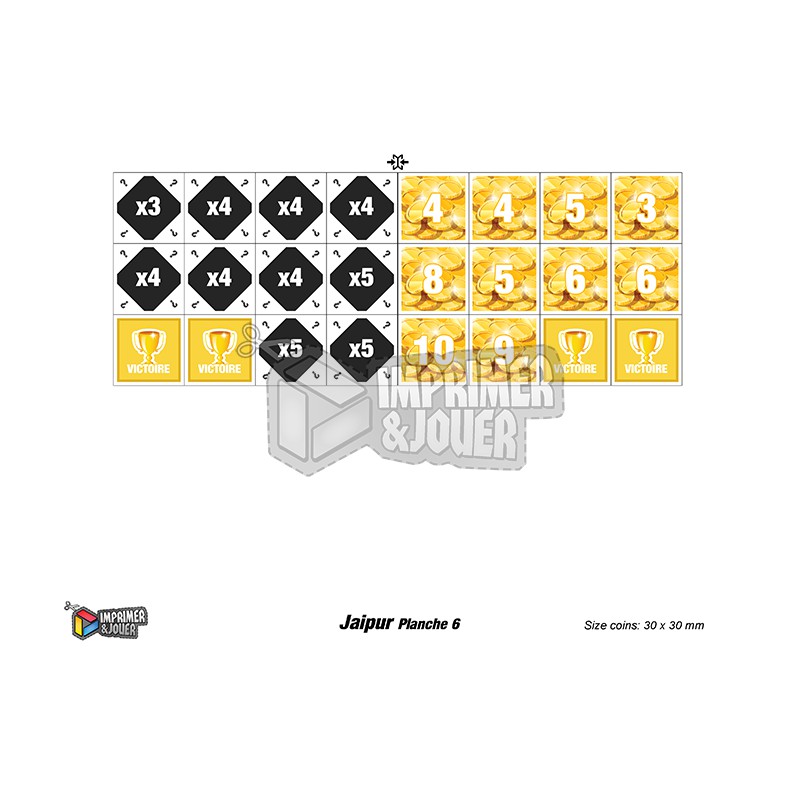 ? ? ? ? ? ? ? ?
x3 x4 x4 x4 4 4 5 3
? ? ? ? ? ? ? ?
? ? ? ? ? ? ? ?
x4 x4 x4 x5 8 5 6 6
? ? ? ? ? ? ? ?
? ? ? ?
x5 x5 10 9
VICTOIRE VICTOIRE VICTOIRE VICTOIRE
? ? ? ?
IMPRIMER
&JOUER
IMPRIMER
&JOUER
Jaipur Planche 6
Size coins: 30 x 30 mm